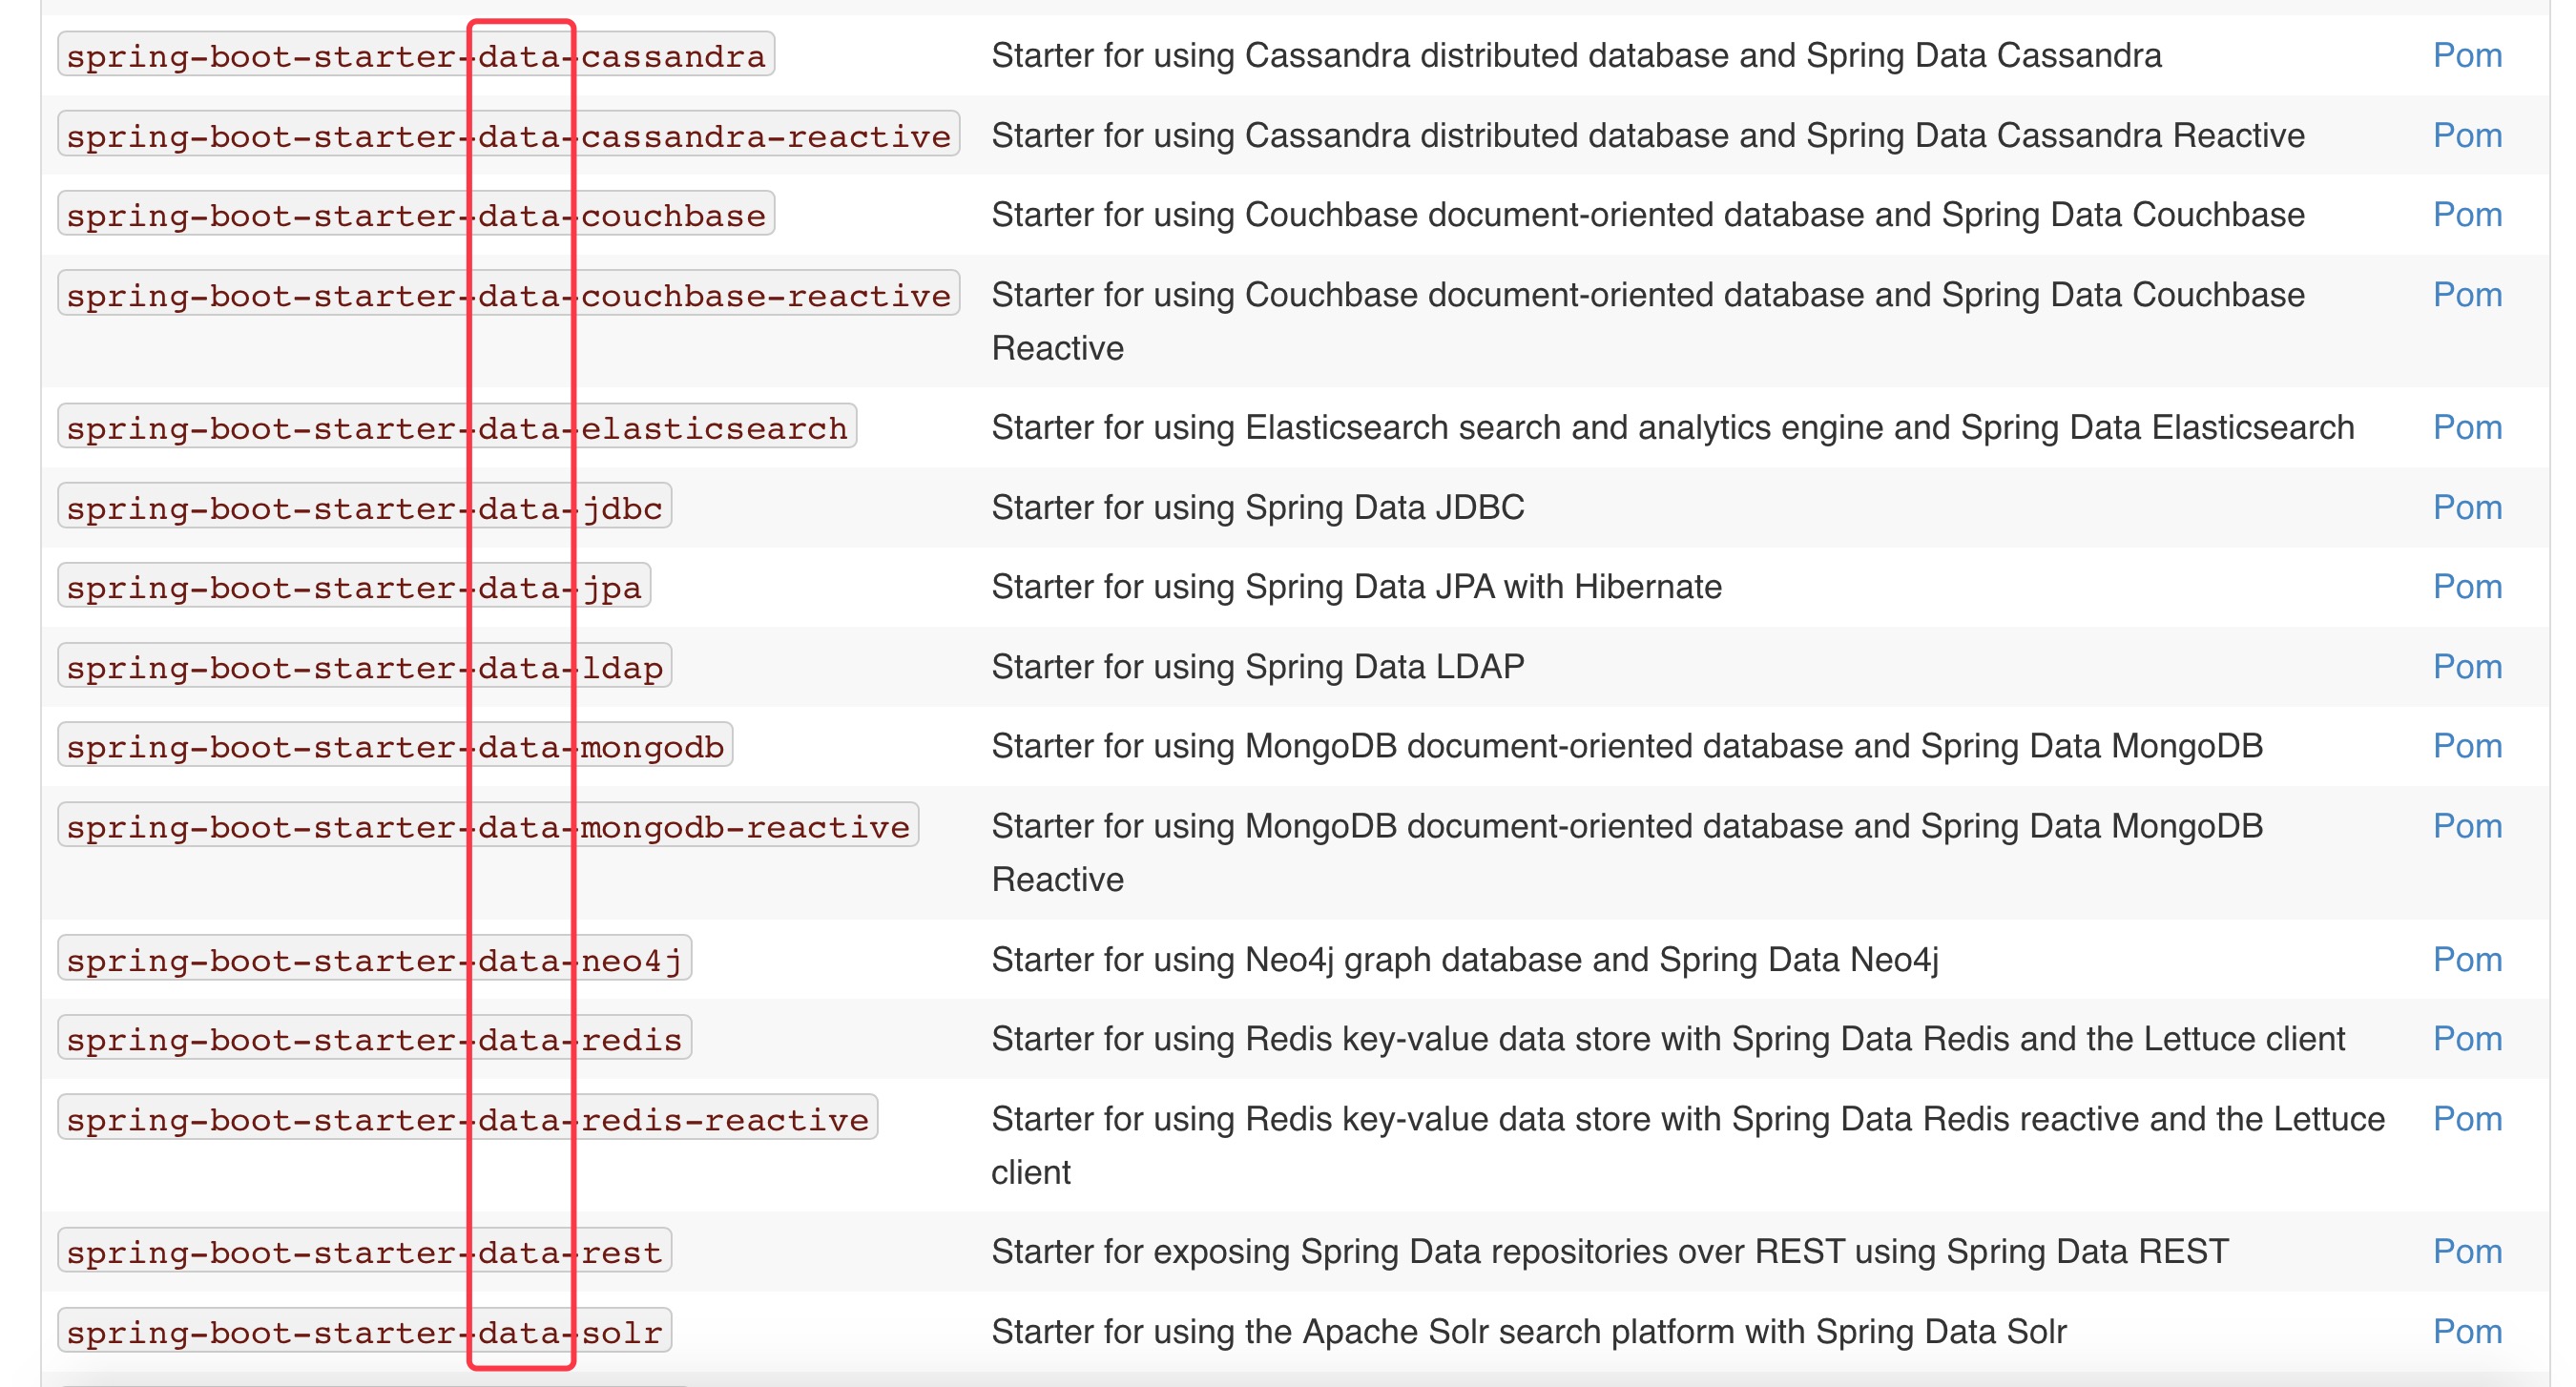 spring-boot-starter-data-cassandra Starter for using Cassandra distributed database and Spring Data Cassandra Pom
spring-boot-starter-data-cassandra-reactive Starter for using Cassandra distributed database and Spring Data Cassandra Reactive Pom
spring-boot-starter-data-couchbase Starter for using Couchbase document-oriented database and Spring Data Couchbase Pom
spring-boot-starter-data-couchbase-reactive Starter for using Couchbase document-oriented database and Spring Data Couchbase Pom
Reactive
spring-boot-starter-data-elasticsearch Starter for using Elasticsearch search and analytics engine and Spring Data Elasticsearch Pom
spring-boot-starter-data-jdbc Starter for using Spring Data JDBC Pom
spring-boot-starter-data-jpa Starter for using Spring Data JPA with Hibernate Pom
spring-boot-starter-data-ldap Starter for using Spring Data LDAP Pom
spring-boot-starter-data-mongodb Starter for using MongoDB document-oriented database and Spring Data MongoDB Pom
spring-boot-starter-data-mongodb-reactive Starter for using MongoDB document-oriented database and Spring Data MongoDB Pom
Reactive
spring-boot-starter-data-neo4j Starter for using Neo4j graph database and Spring Data Neo4j Pom
spring-boot-starter-data-redis Starter for using Redis key-value data store with Spring Data Redis and the Lettuce client Pom
spring-boot-starter-data-redis-reactive Starter for using Redis key-value data store with Spring Data Redis reactive and the Lettuce Pom
client
spring-boot-starter-data-rest Starter for exposing Spring Data repositories over REST using Spring Data REST Pom
spring-boot-starter-data-solr Starter for using the Apache Solr search platform with Spring Data Solr Pom